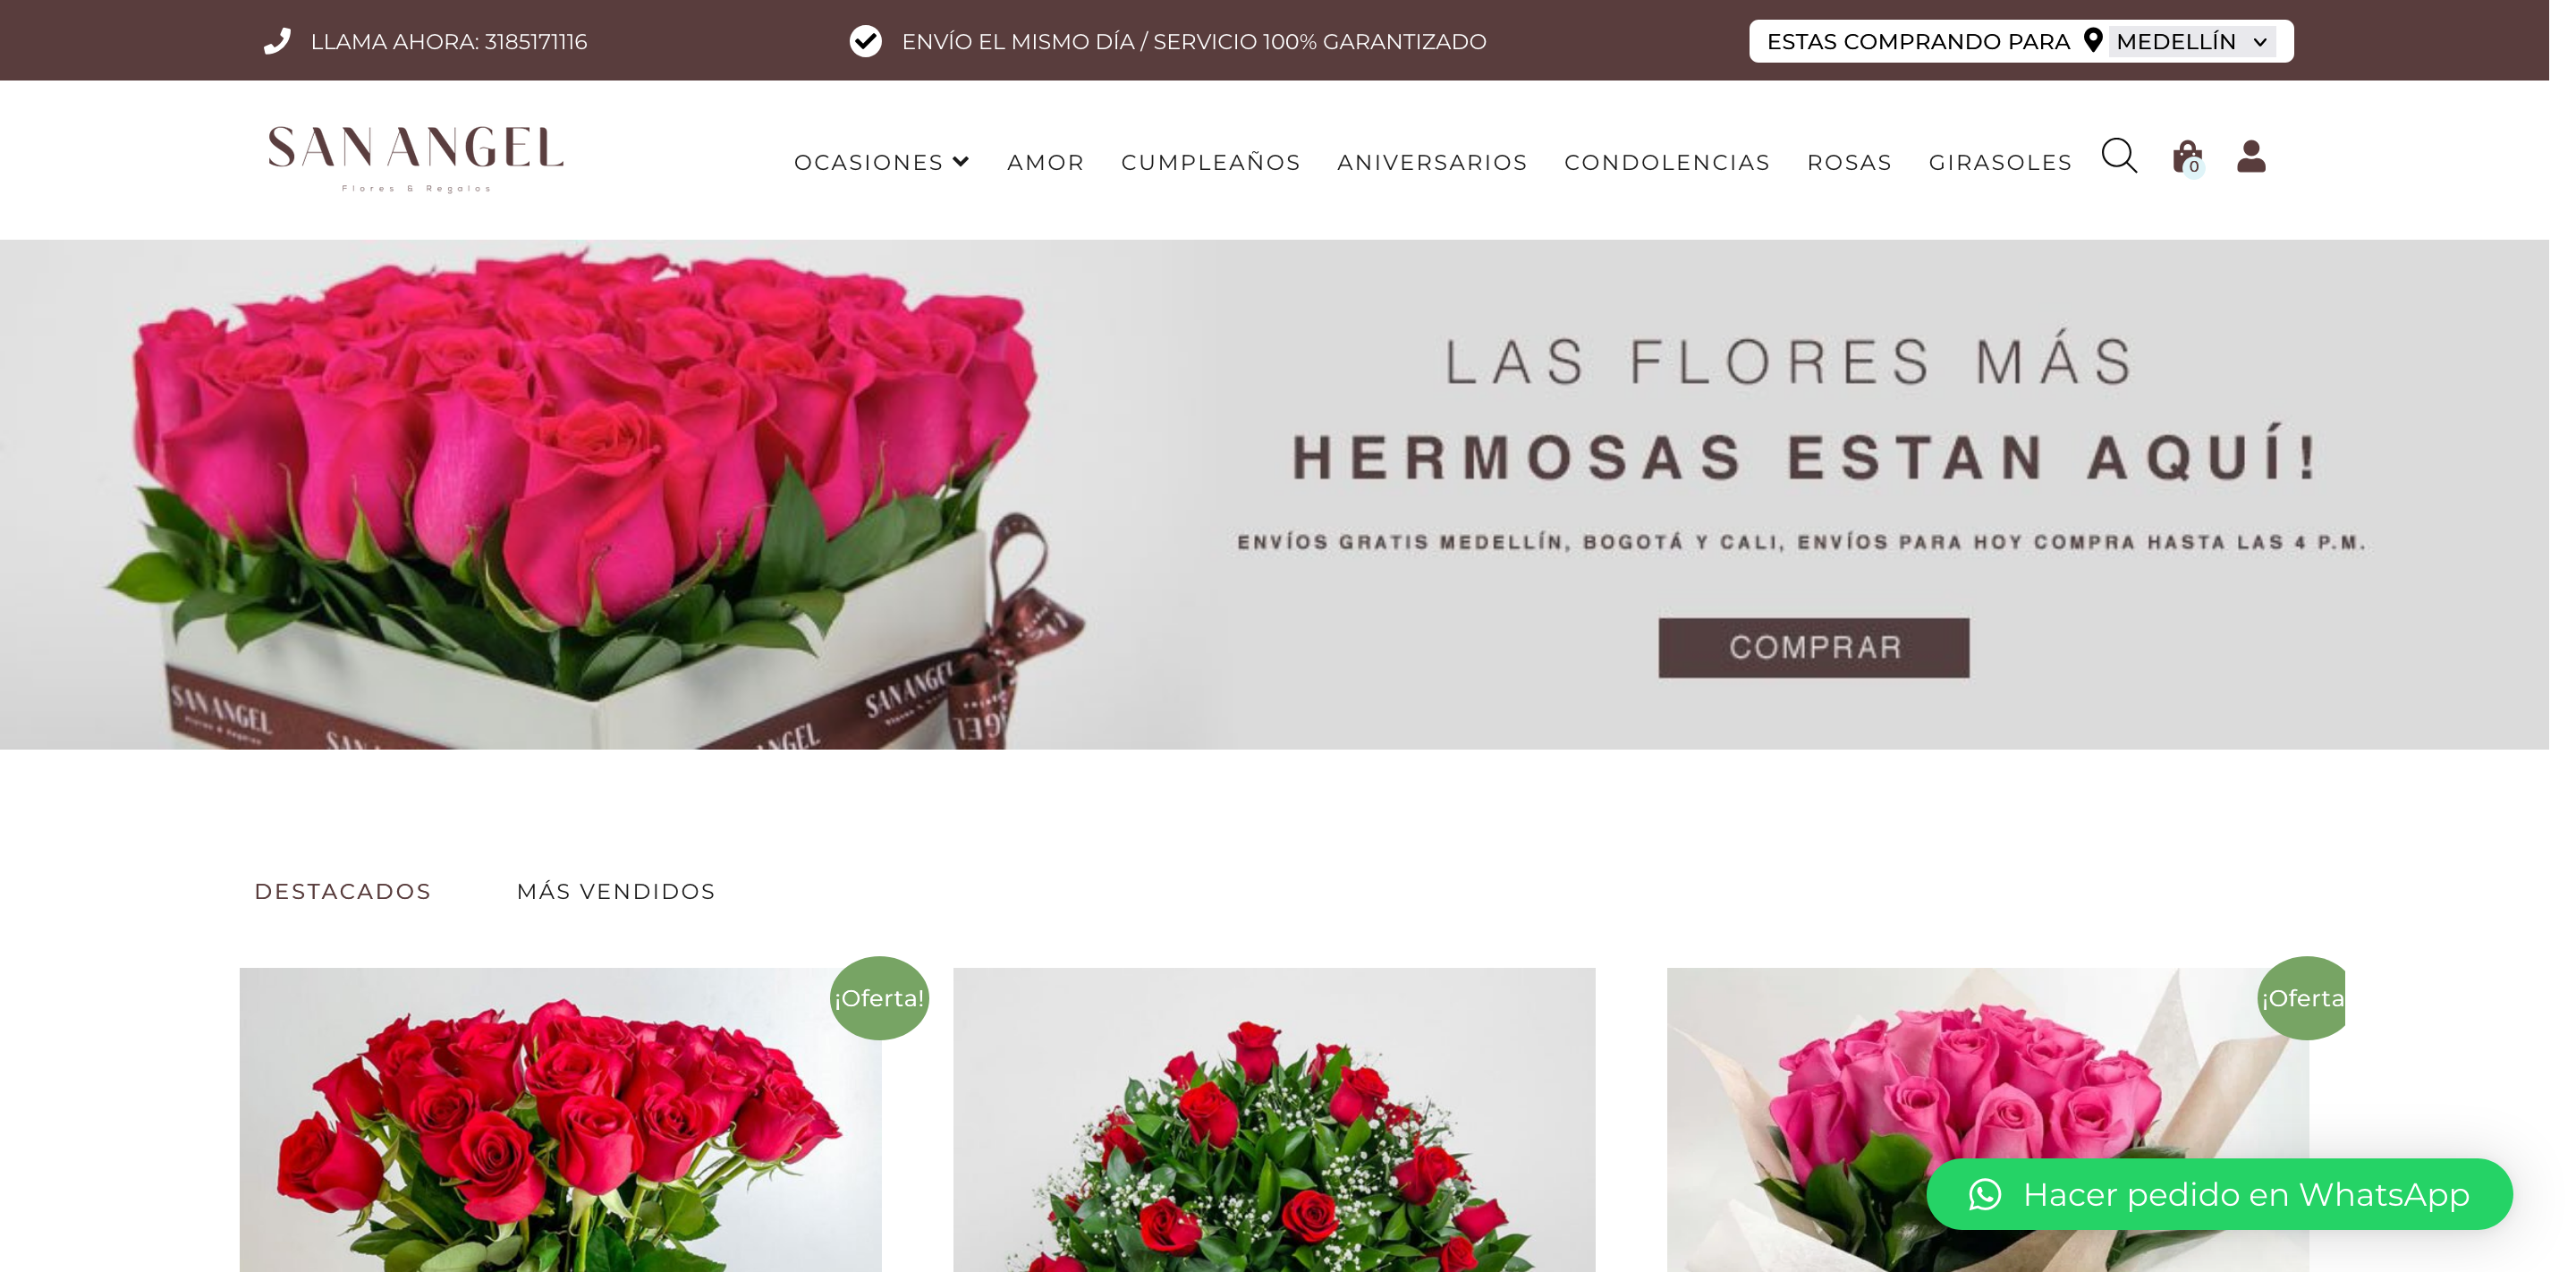 LLAMA AHORA: 3185171116
ENVÍO EL MISMO DÍA / SERVICIO 100% GARANTIZADO
ESTAS COMPRANDO PARA MEDELLÍN
SAN ANGEL
Flores & Regalos
OCASIONES AMOR CUMPLEAÑOS ANIVERSARIOS CONDOLENCIAS ROSAS GIRASOLES
0
LAS FLORES MÁS
HERMOSAS ESTAN AQUÍ!
ENVÍOS GRATIS MEDELLÍN, BOGOTÁ Y CALI, ENVÍOS PARA HOY COMPRA HASTA LAS 4 P.M.
COMPRAR
SAN ANGEL
Flores & Regalos
SAN ANGEL
DESTACADOS
MÁS VENDIDOS
¡Oferta!
¡Oferta
Hacer pedido en WhatsApp